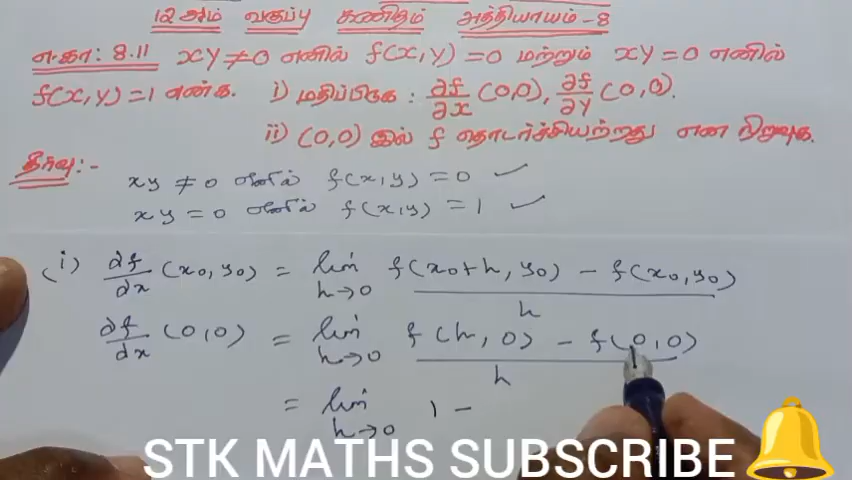 12 ஆம் வகுப்பு கணிதம் அத்தியாயம் - 8
எ.கா: 8.11 xy ≠ 0 எனில் f(x,y) = 0 மற்றும் xy = 0 எனில்
f(x,y) = 1 என்க. i) மதிப்பிடுக : ∂f/∂x (0,0), ∂f/∂y (0,0).
ii) (0,0) இல் f தொடர்ச்சியற்றது என நிறுவுக.
தீர்வு :-
xy ≠ 0 எனில் f(x,y) = 0 ✓
xy = 0 எனில் f(x,y) = 1 ✓
(i) ∂f/∂x (x₀,y₀) = lim h→0 f(x₀+h, y₀) - f(x₀,y₀) / h
∂f/∂x (0,0) = lim h→0 f(h,0) - f(0,0) / h
= lim h→0 1 -
STK MATHS SUBSCRIBE